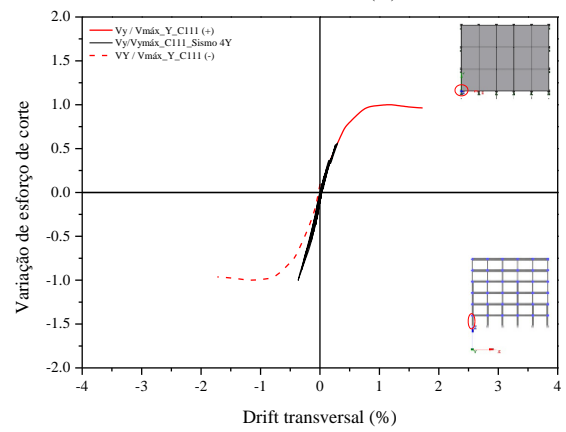 Vy / Vmáx_Y_C111 (+)
Vy/Vymáx_C111_Sismo 4Y
VY / Vmáx_Y_C111 (-)
2.0
1.5
1.0
0.5
0.0
-0.5
-1.0
-1.5
-2.0
Variação de esforço de corte
-4 -3 -2 -1 0 1 2 3 4
Drift transversal (%)